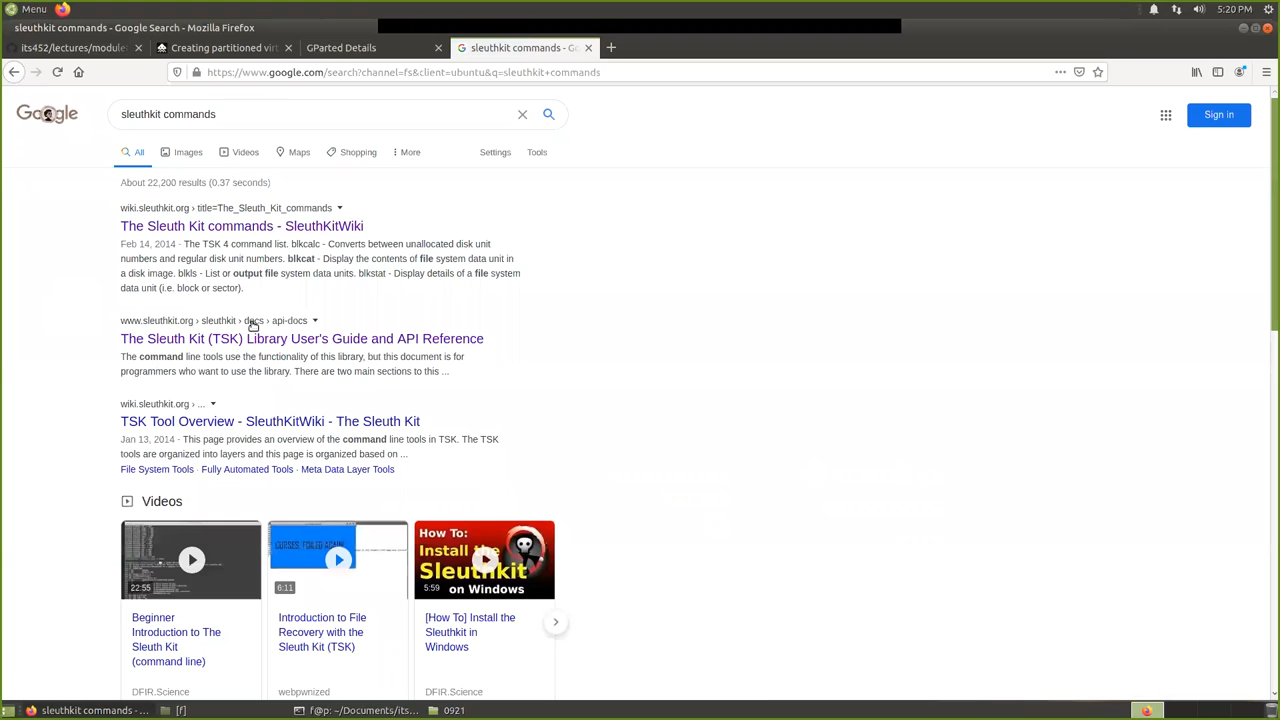 Menu
5:20 PM
sleuthkit commands - Google Search - Mozilla Firefox
its452/lectures/module
Creating partitioned virt
GParted Details
sleuthkit commands - Go
https://www.google.com/search?channel=fs&client=ubuntu&q=sleuthkit+commands
Google
sleuthkit commands
Sign in
All
Images
Videos
Maps
Shopping
More
Settings
Tools
About 22,200 results (0.37 seconds)
wiki.sleuthkit.org › title=The_Sleuth_Kit_commands
The Sleuth Kit commands - SleuthKitWiki
Feb 14, 2014 - The TSK 4 command list. blkcalc - Converts between unallocated disk unit
numbers and regular disk unit numbers. blkcat - Display the contents of file system data unit in
a disk image. blkls - List or output file system data units. blkstat - Display details of a file system
data unit (i.e. block or sector).
www.sleuthkit.org › sleuthkit › docs › api-docs
The Sleuth Kit (TSK) Library User's Guide and API Reference
The command line tools use the functionality of this library, but this document is for
programmers who want to use the library. There are two main sections to this ...
wiki.sleuthkit.org › ...
TSK Tool Overview - SleuthKitWiki - The Sleuth Kit
Jan 13, 2014 - This page provides an overview of the command line tools in TSK. The TSK
tools are organized into layers and this page is organized based on ...
File System Tools · Fully Automated Tools · Meta Data Layer Tools
Videos
22:55
CURSES, FOILED AGAIN!
6:11
How To:
Install the
Sleuthkit
on Windows
5:59
Beginner
Introduction to The
Sleuth Kit
(command line)
DFIR.Science
Introduction to File
Recovery with the
Sleuth Kit (TSK)
webpwnized
[How To] Install the
Sleuthkit in
Windows
DFIR.Science
sleuthkit commands - ...
[f]
f@p: ~/Documents/its...
0921